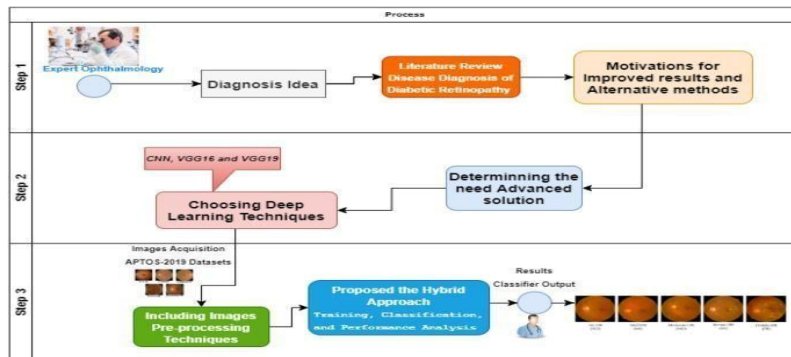 Process
Step 1
Expert Ophthalmology
Diagnosis Idea
Literature Review
Disease Diagnosis of
Diabetic Retinopathy
Motivations for
Improved results and
Alternative methods
Step 2
CNN, VGG16 and VGG19
Choosing Deep
Learning Techniques
Determinning the
need Advanced
solution
Step 3
Images Acquisition
APTOS-2019 Datasets
Including Images
Pre-processing
Techniques
Proposed the Hybrid
Approach
Training, Classification,
and Performance Analysis
Results
Classifier Output